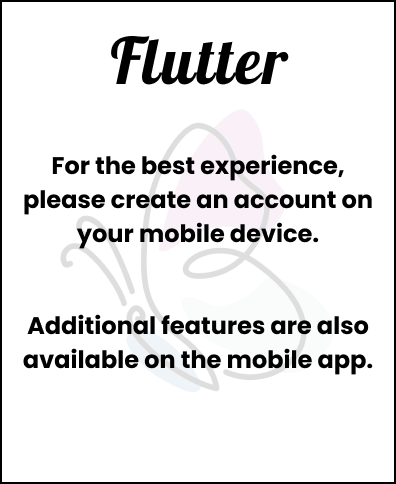 Flutter
For the best experience,
please create an account on
your mobile device.
Additional features are also
available on the mobile app.